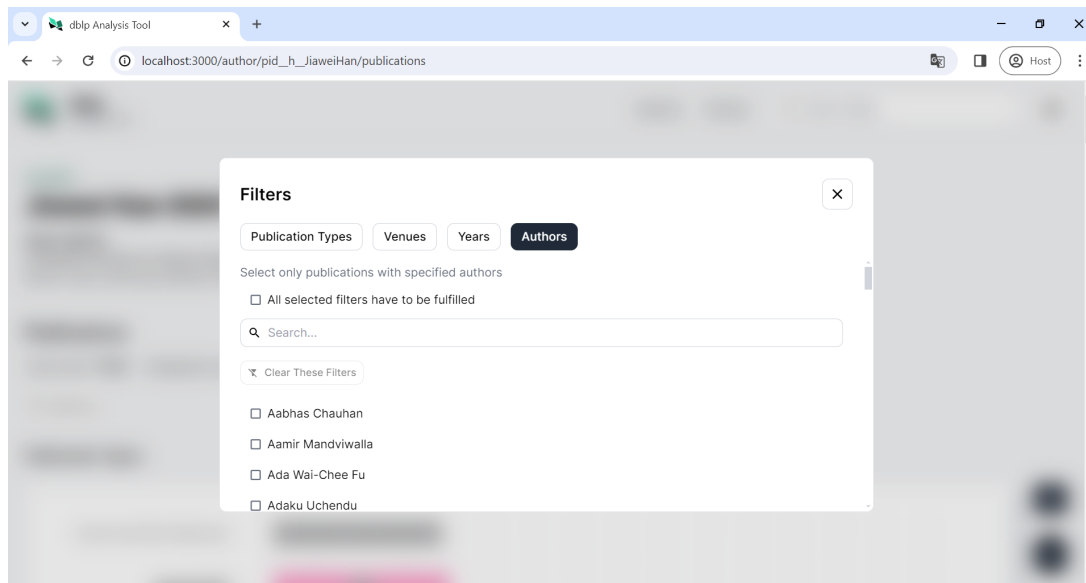 dblp Analysis Tool
localhost:3000/author/pid__h__JiaweiHan/publications
Host
Filters
Publication Types Venues Years Authors
Select only publications with specified authors
All selected filters have to be fulfilled
Search...
Clear These Filters
Aabhas Chauhan
Aamir Mandviwalla
Ada Wai-Chee Fu
Adaku Uchendu